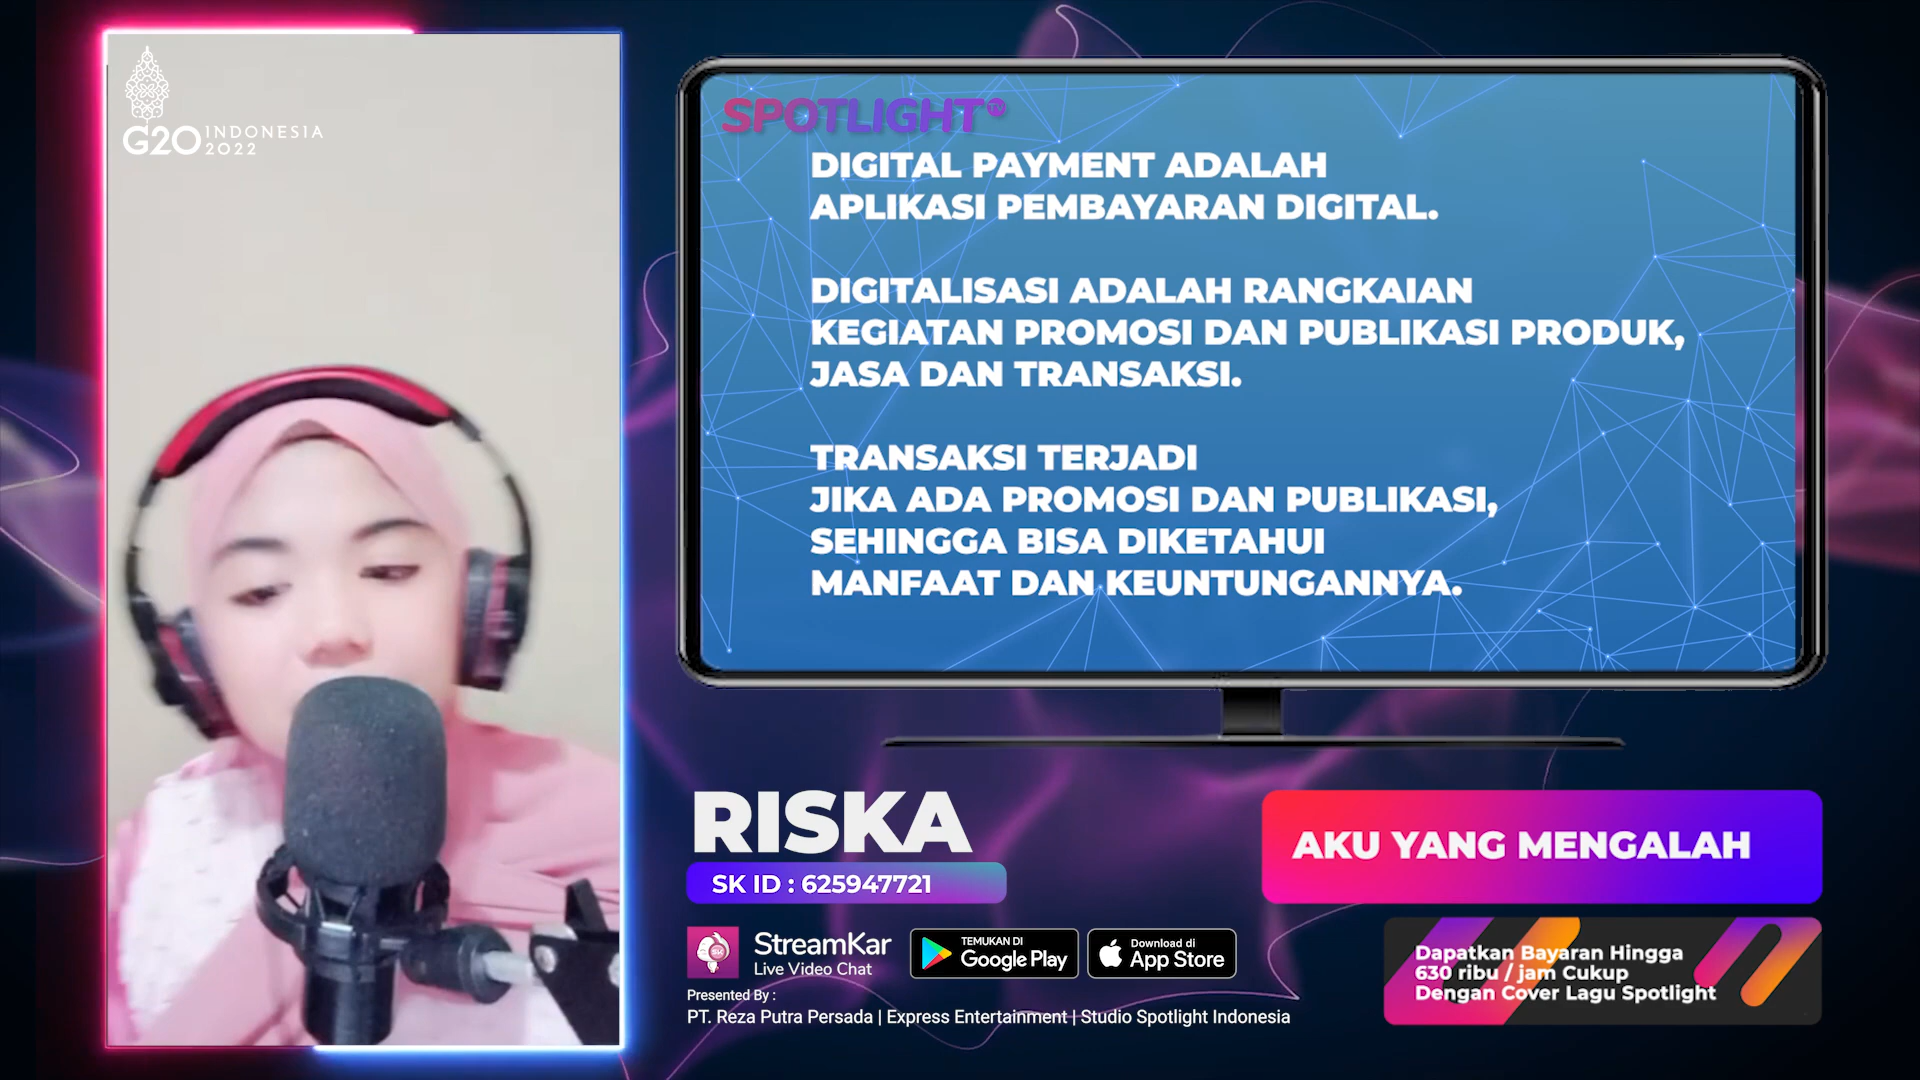 G20 INDONESIA
2022
SPOTLIGHT TV
DIGITAL PAYMENT ADALAH
APLIKASI PEMBAYARAN DIGITAL.
DIGITALISASI ADALAH RANGKAIAN
KEGIATAN PROMOSI DAN PUBLIKASI PRODUK,
JASA DAN TRANSAKSI.
TRANSAKSI TERJADI
JIKA ADA PROMOSI DAN PUBLIKASI,
SEHINGGA BISA DIKETAHUI
MANFAAT DAN KEUNTUNGANNYA.
RISKA
SK ID : 625947721
AKU YANG MENGALAH
StreamKar
Live Video Chat
TEMUKAN DI
Google Play
Download di
App Store
Dapatkan Bayaran Hingga
630 ribu / jam Cukup
Dengan Cover Lagu Spotlight
Presented By :
PT. Reza Putra Persada | Express Entertainment | Studio Spotlight Indonesia